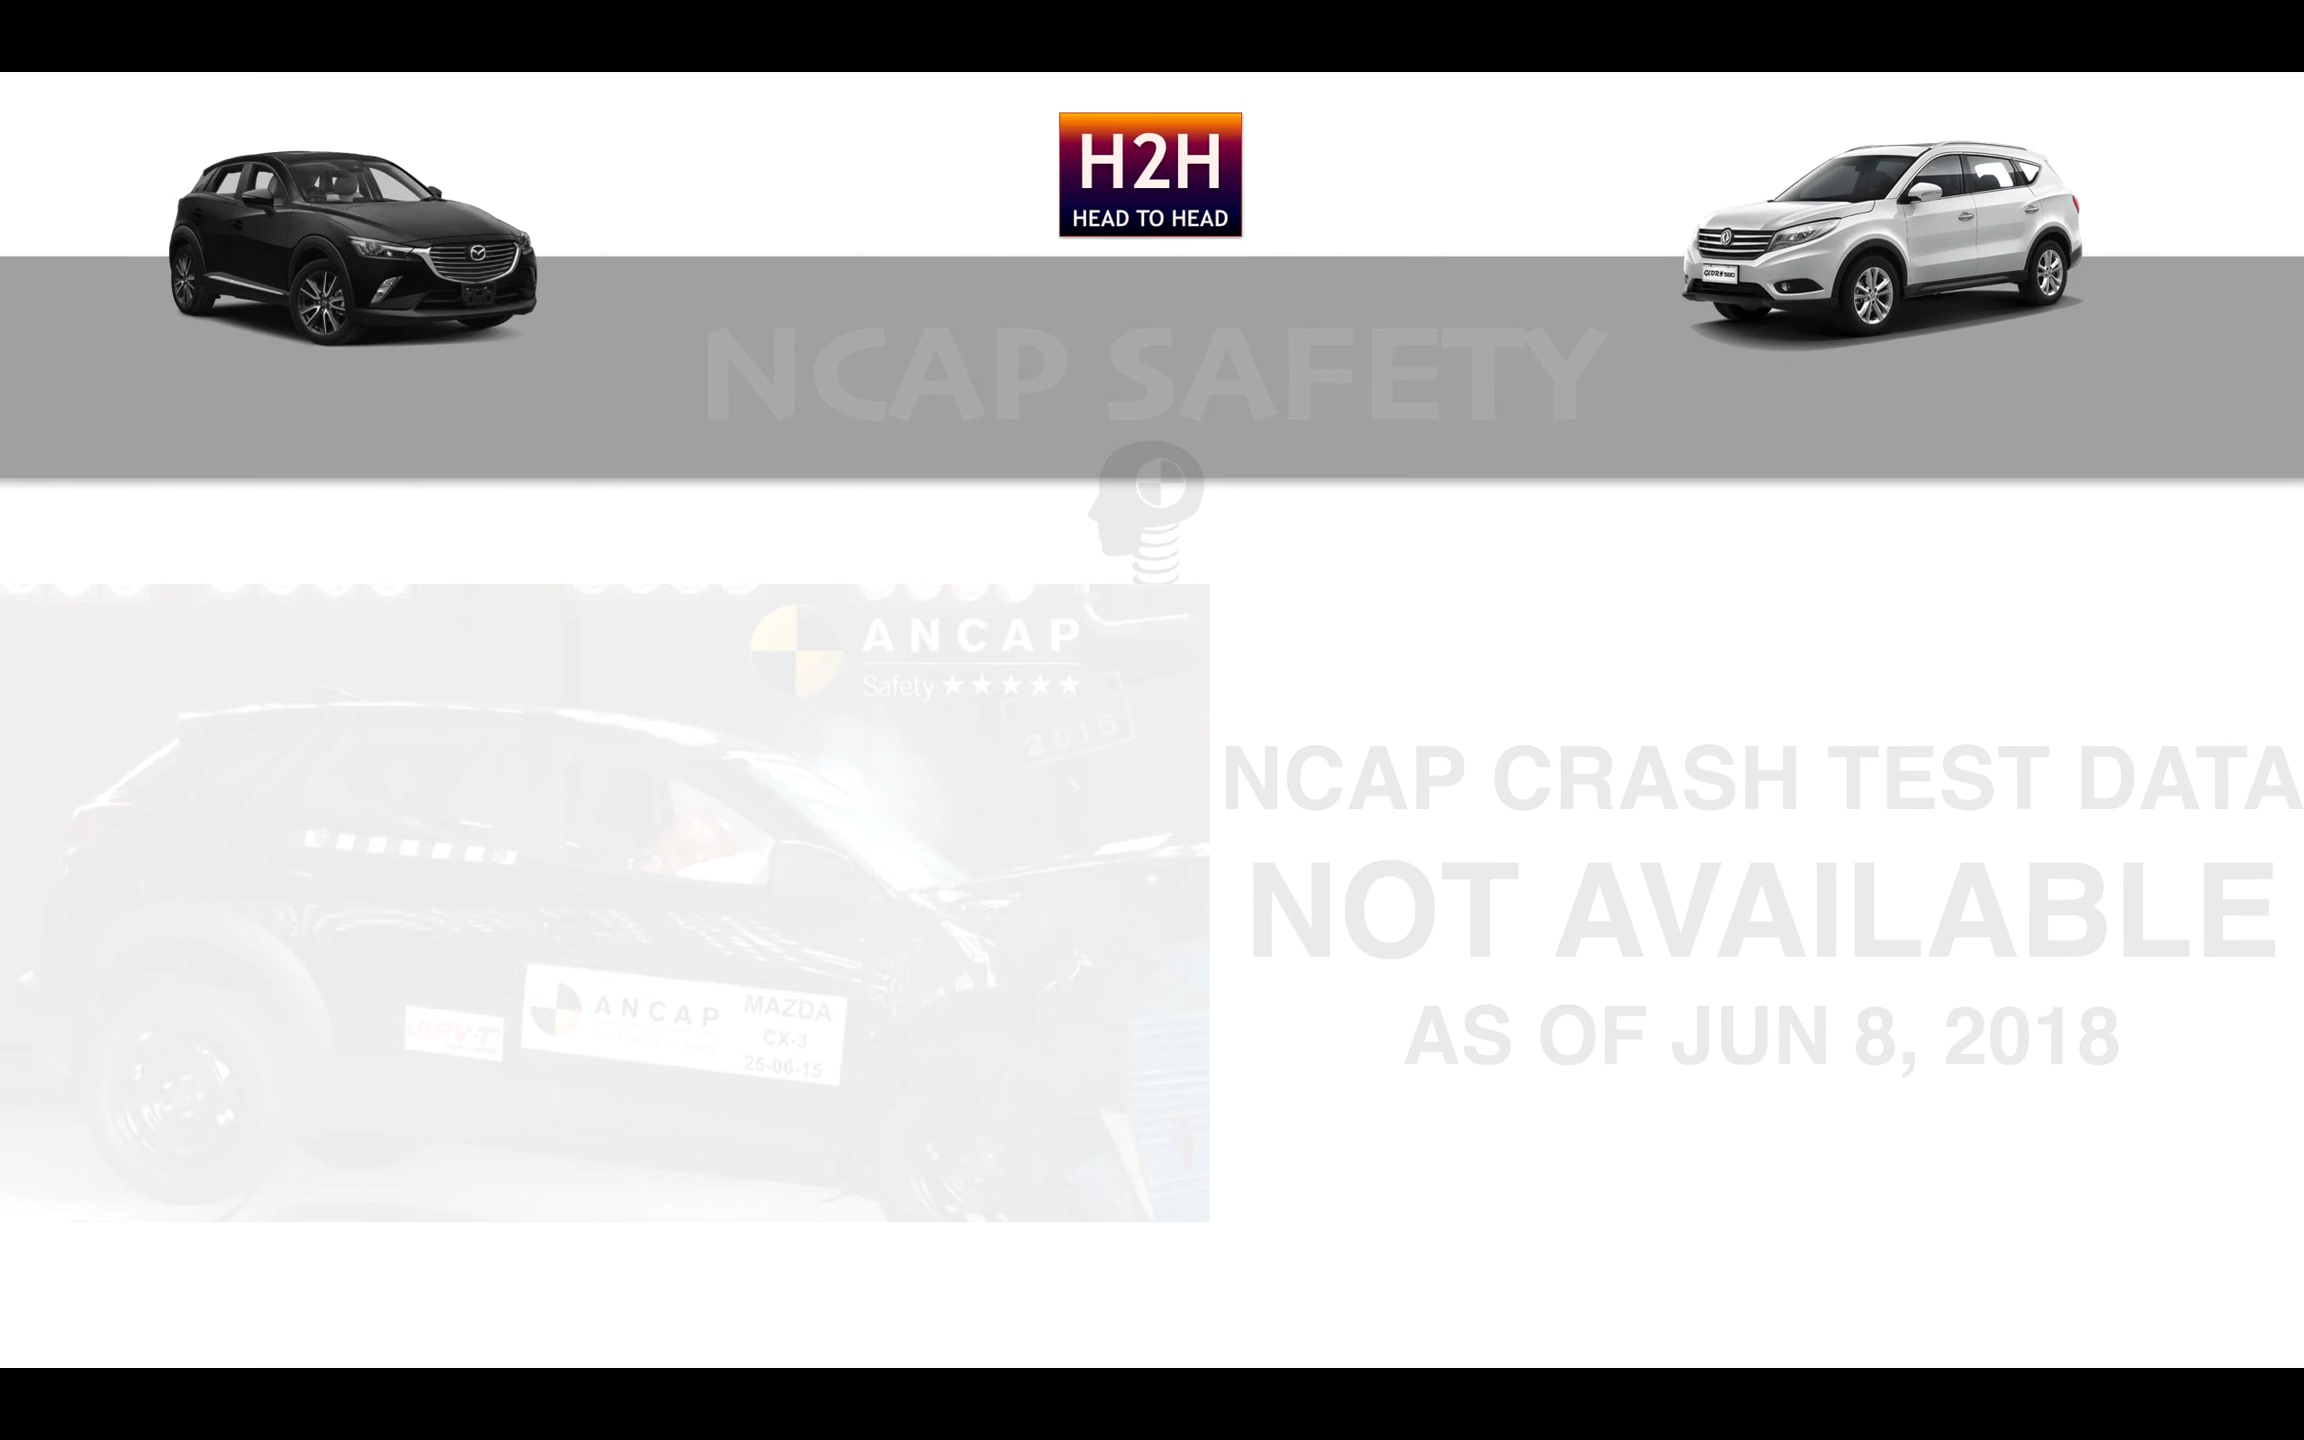 H2H
HEAD TO HEAD
NCAP SAFETY
ANCAP
Safety ★★★★★
2015
NCAP CRASH TEST DATA
NOT AVAILABLE
AS OF JUN 8, 2018
ANCAP
MAZDA
CX-3
25-06-15